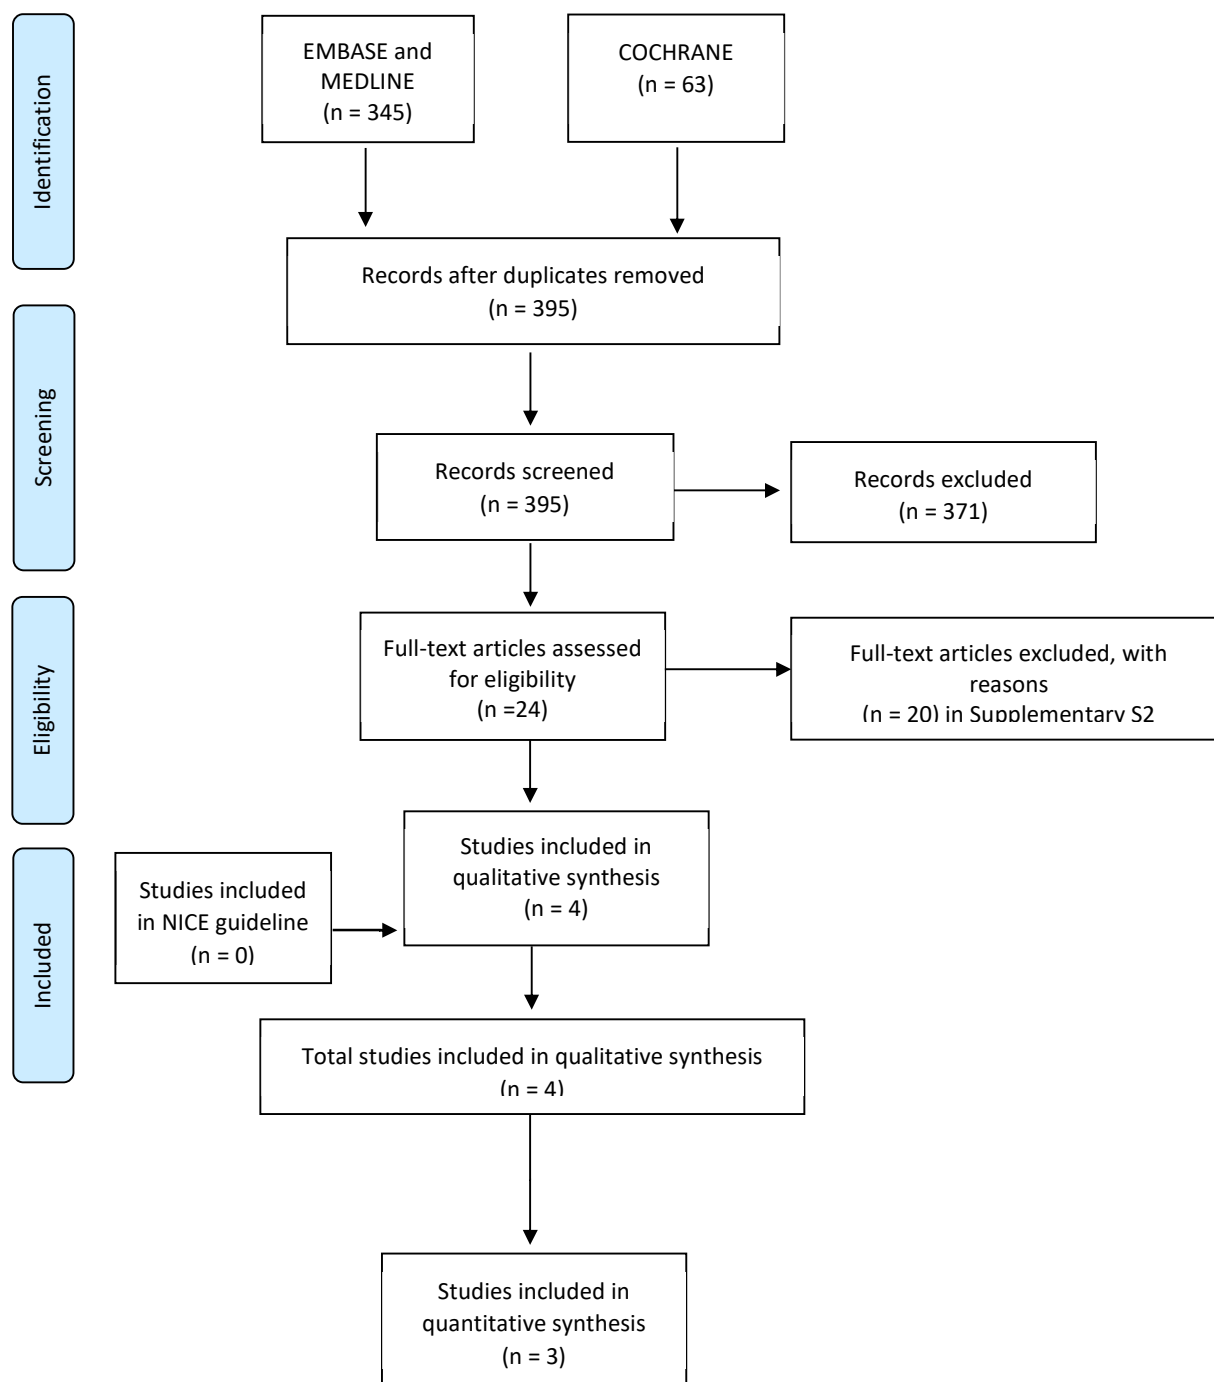 Identification
EMBASE and
MEDLINE
(n = 345)
COCHRANE
(n = 63)
Records after duplicates removed
(n = 395)
Screening
Records screened
(n = 395)
Records excluded
(n = 371)
Eligibility
Full-text articles assessed
for eligibility
(n =24)
Full-text articles excluded, with
reasons
(n = 20) in Supplementary S2
Included
Studies included in
qualitative synthesis
(n = 4)
Studies included
in NICE guideline
(n = 0)
Total studies included in qualitative synthesis
(n = 4)
Studies included in
quantitative synthesis
(n = 3)